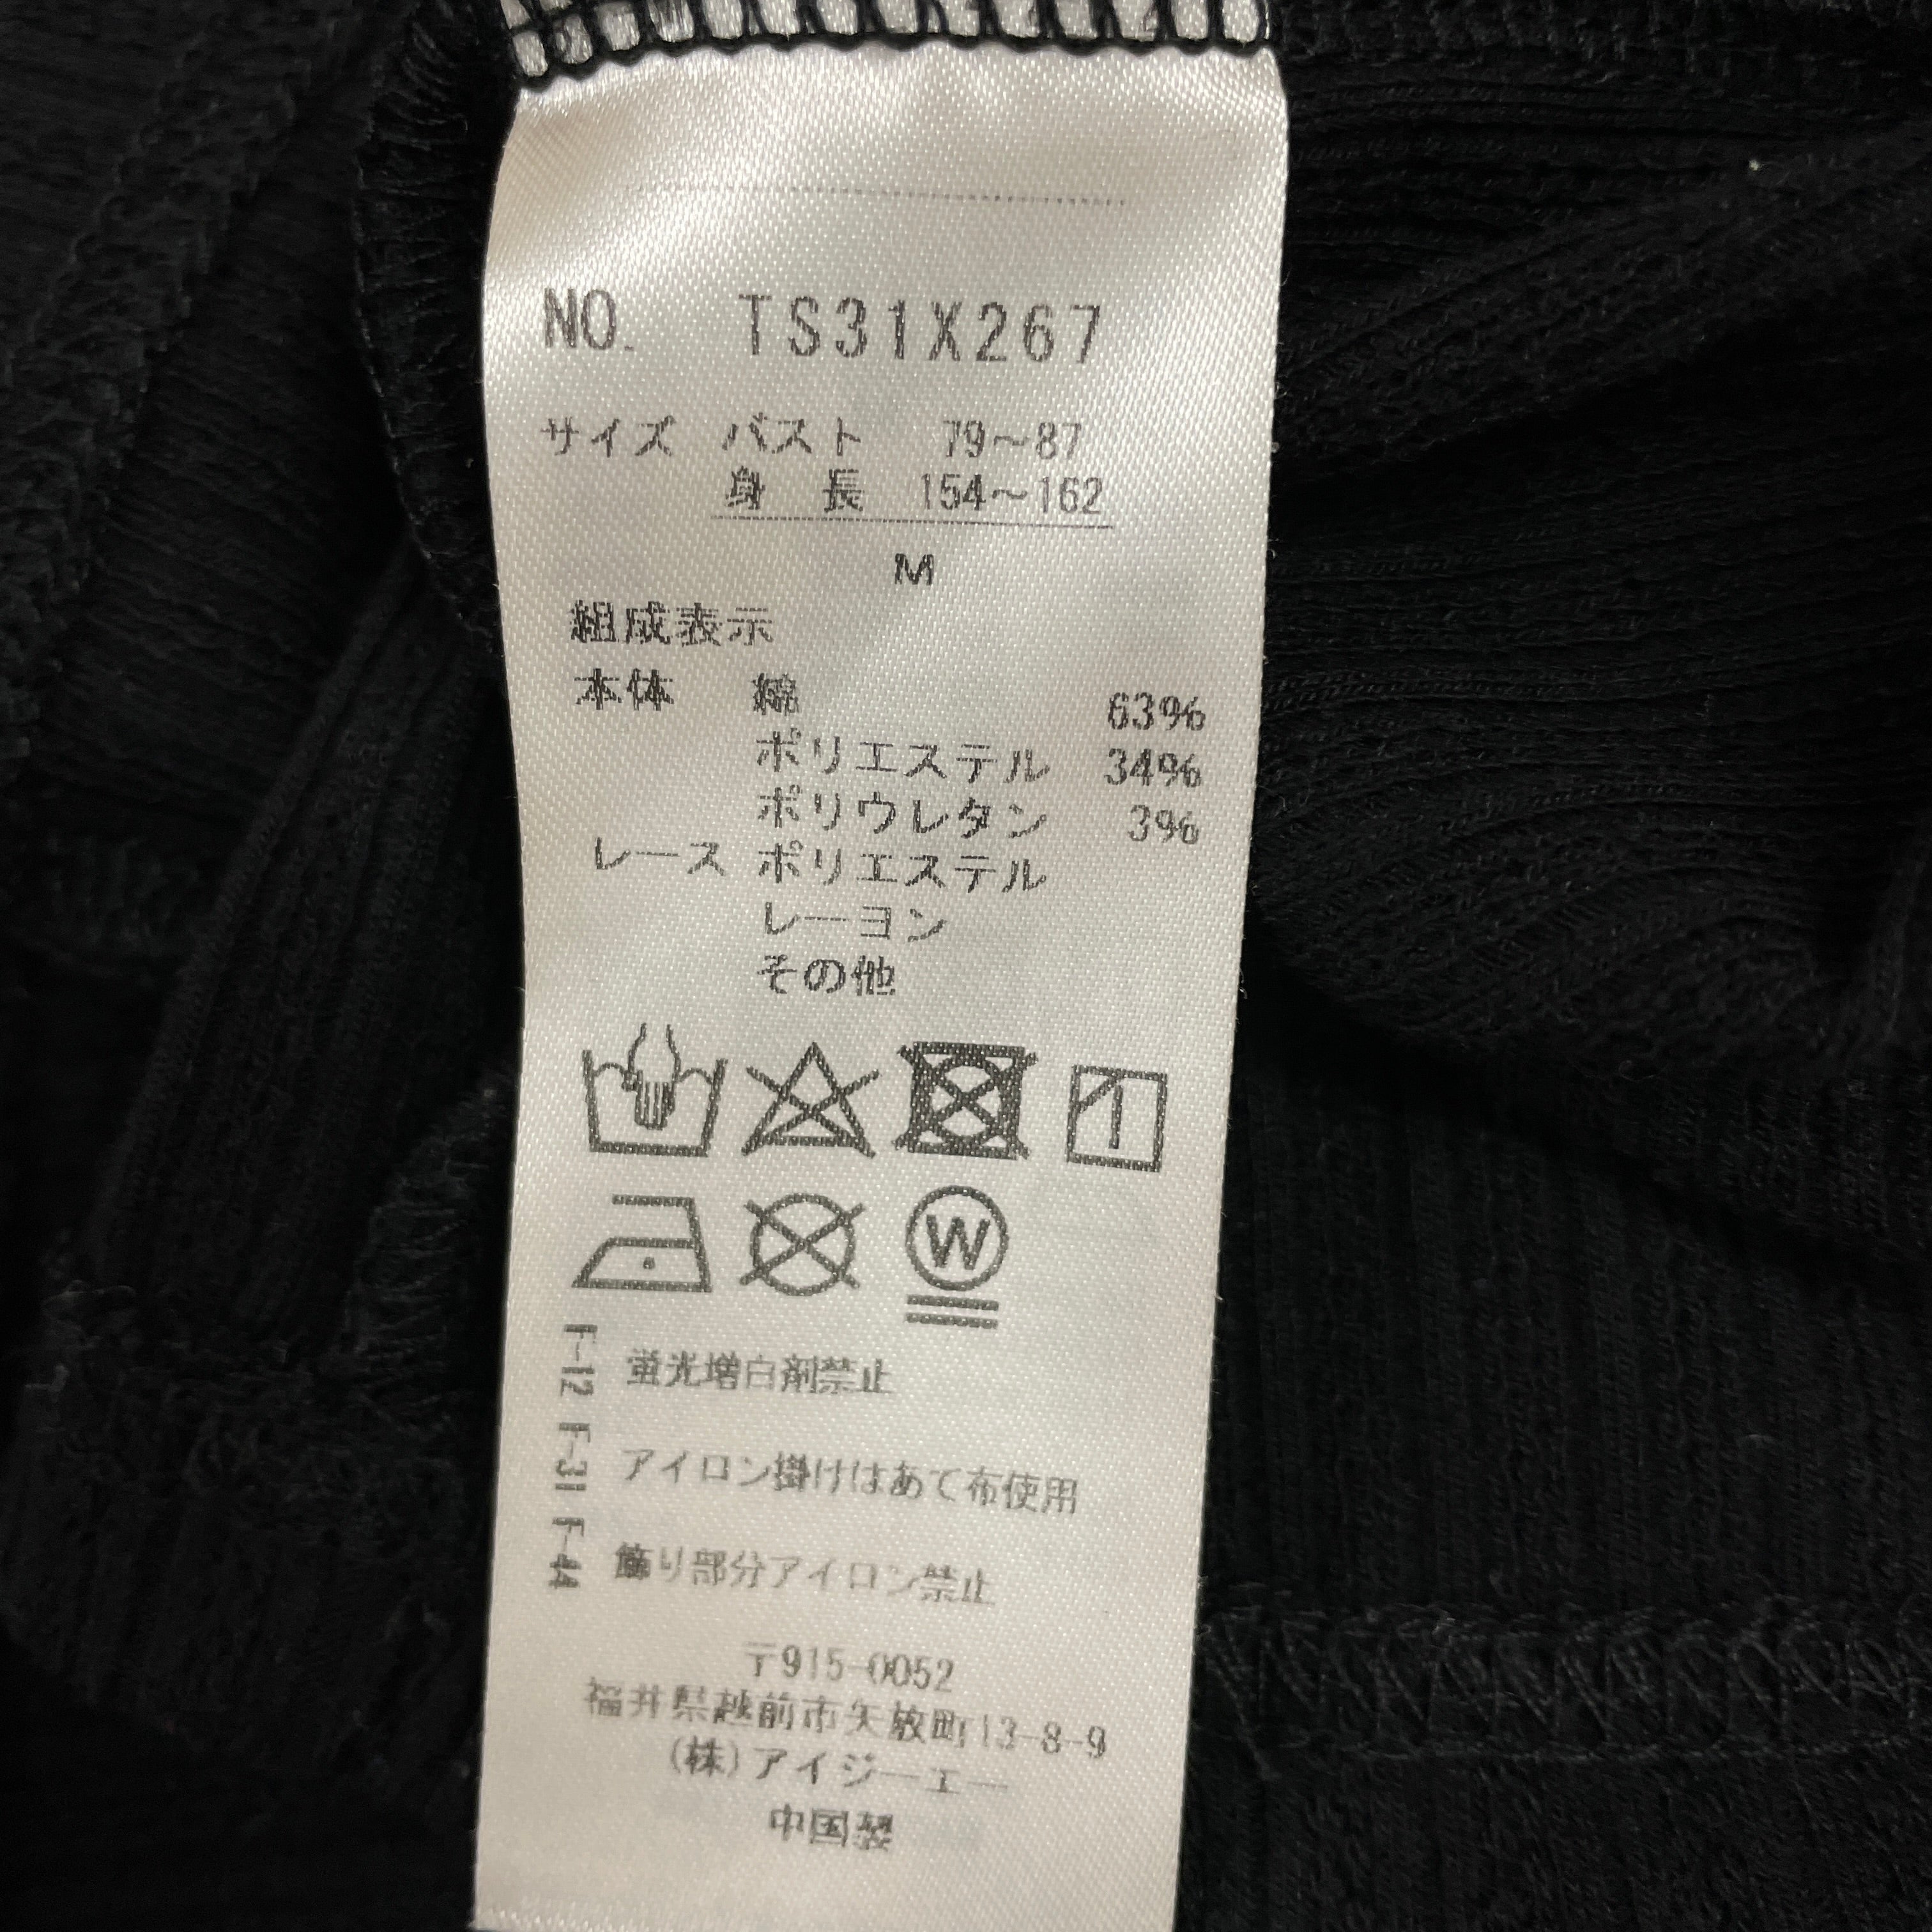 NO. TS31X267
サイズ バスト 79〜87
身 長 154〜162
M
組成表示
本体 綿 63%
ポリエステル 34%
ポリウレタン 3%
レース ポリエステル
レーヨン
その他
1
W
F-12 蛍光増白剤禁止
F-31 アイロン掛けはあて布使用
F-44 飾り部分アイロン禁止
〒915-0052
福井県越前市矢放町13-8-9
(株)アイジーエー
中国製